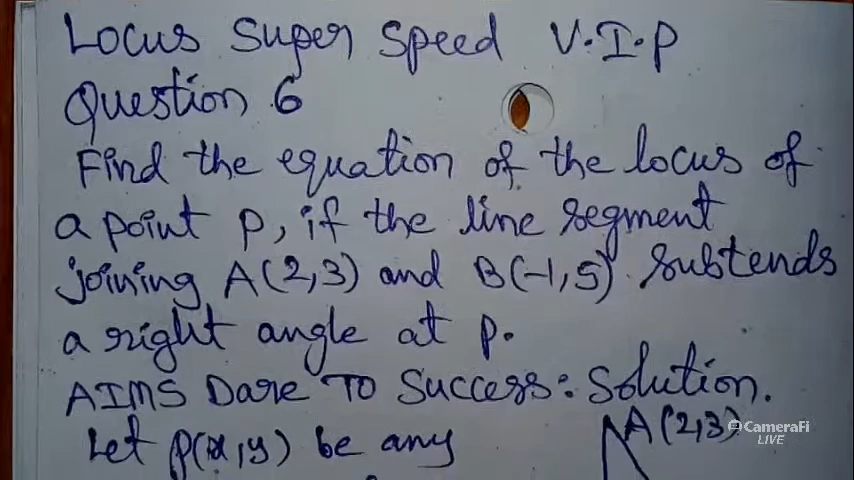 Locus Super Speed V.I.P
Question 6
Find the equation of the locus of
a point P, if the line segment
joining A(2,3) and B(-1,5) subtends
a right angle at P.
AIMS Dare To Success: Solution.
Let P(x,y) be any
A(2,3)
CameraFi
LIVE